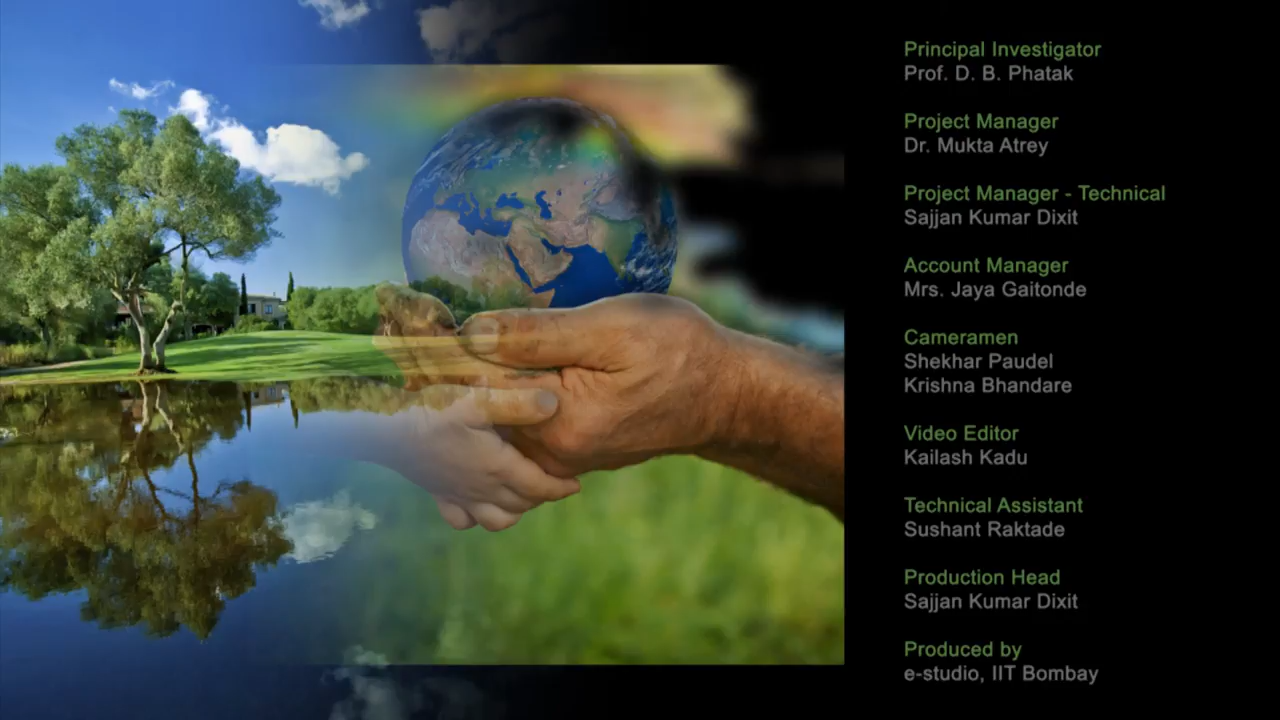 Principal Investigator
Prof. D. B. Phatak
Project Manager
Dr. Mukta Atrey
Project Manager - Technical
Sajjan Kumar Dixit
Account Manager
Mrs. Jaya Gaitonde
Cameramen
Shekhar Paudel
Krishna Bhandare
Video Editor
Kailash Kadu
Technical Assistant
Sushant Raktade
Production Head
Sajjan Kumar Dixit
Produced by
e-studio, IIT Bombay